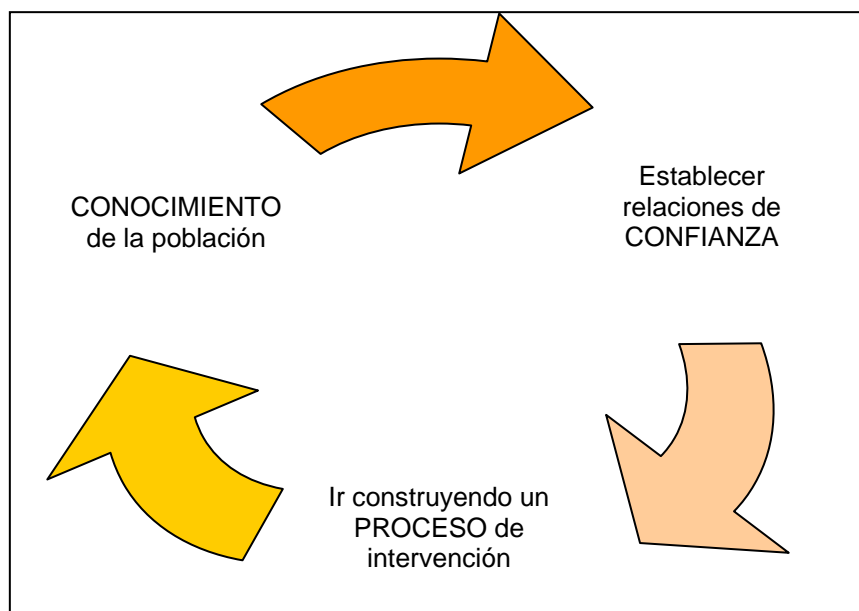 CONOCIMIENTO
de la población
Establecer
relaciones de
CONFIANZA
Ir construyendo un
PROCESO de
intervención